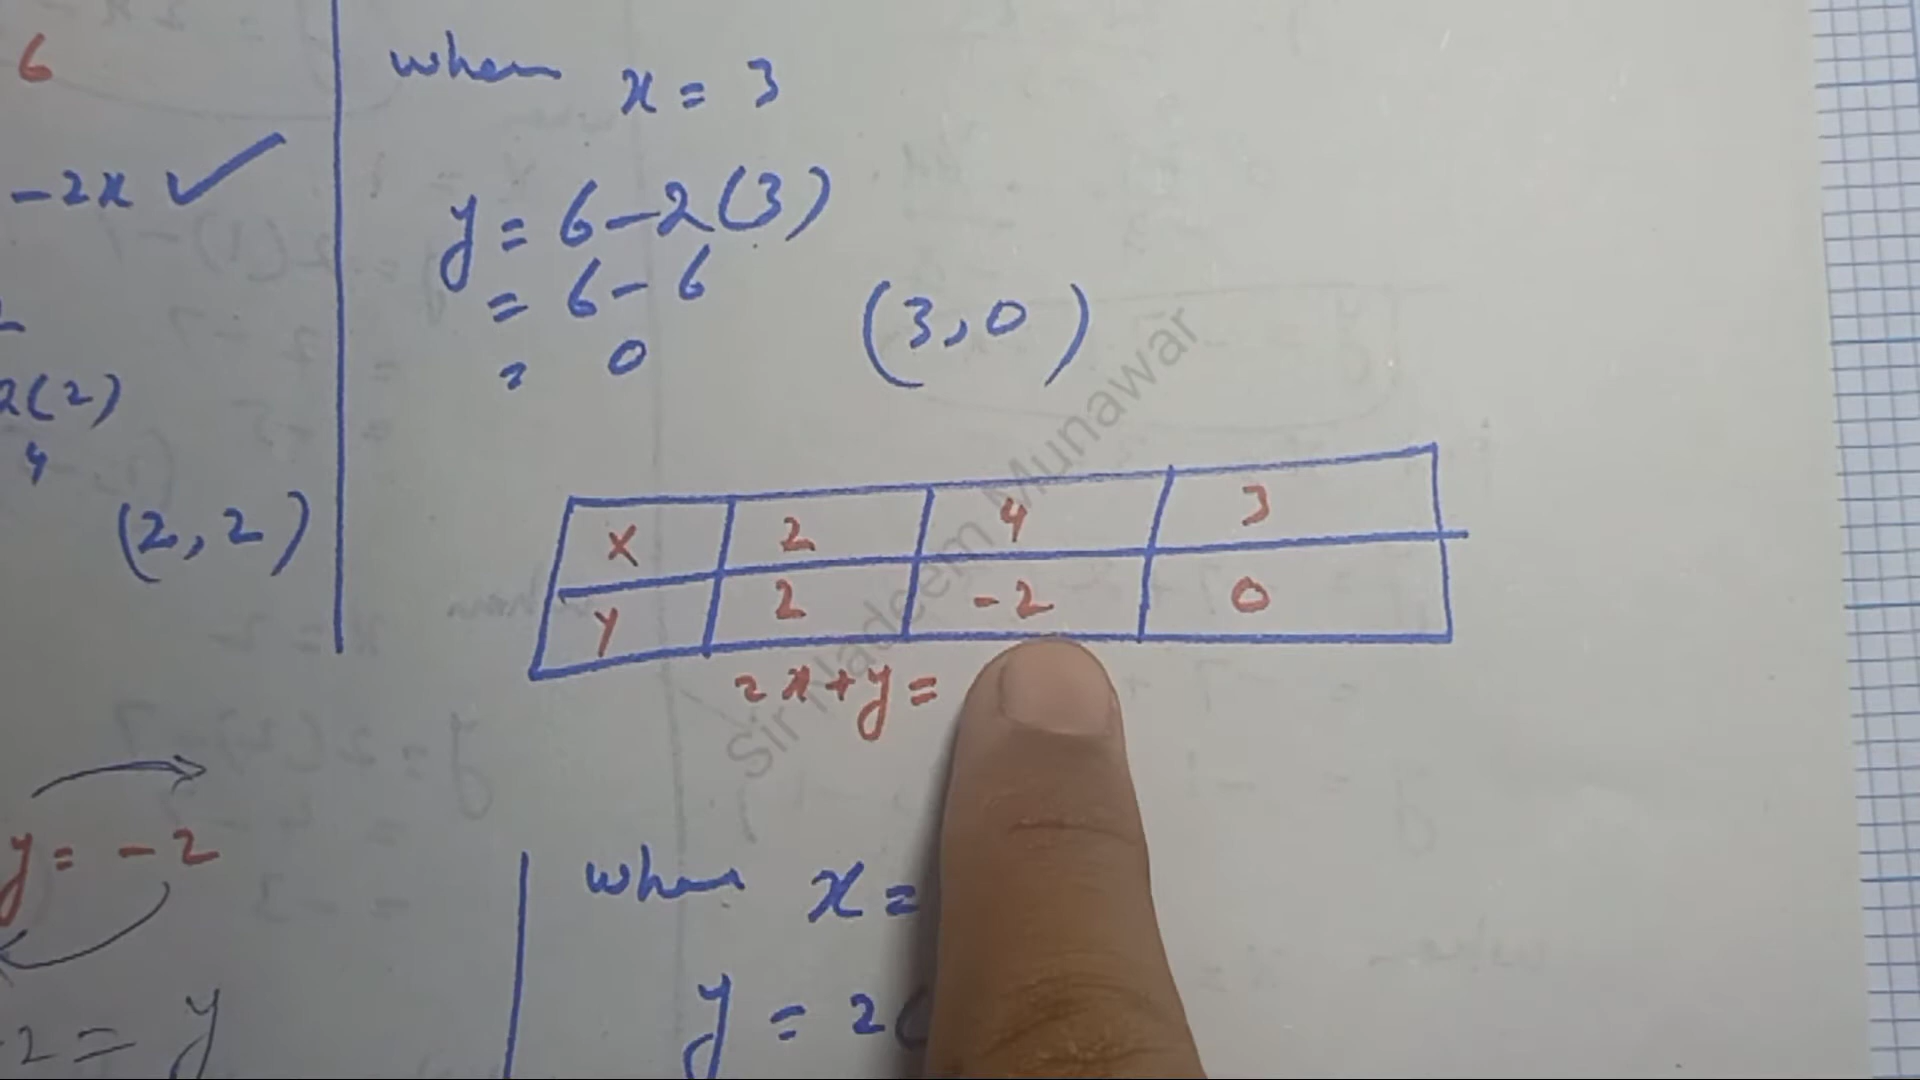 6
-2x ✓
2(2)
4
(2,2)
when x = 3
y = 6-2(3)
= 6-6
= 0
(3,0)
X 2 4 3
Y 2 -2 0
2x+y=
y = -2
2 = y
when x =
y = 2(
Sir Nadeem Munawar